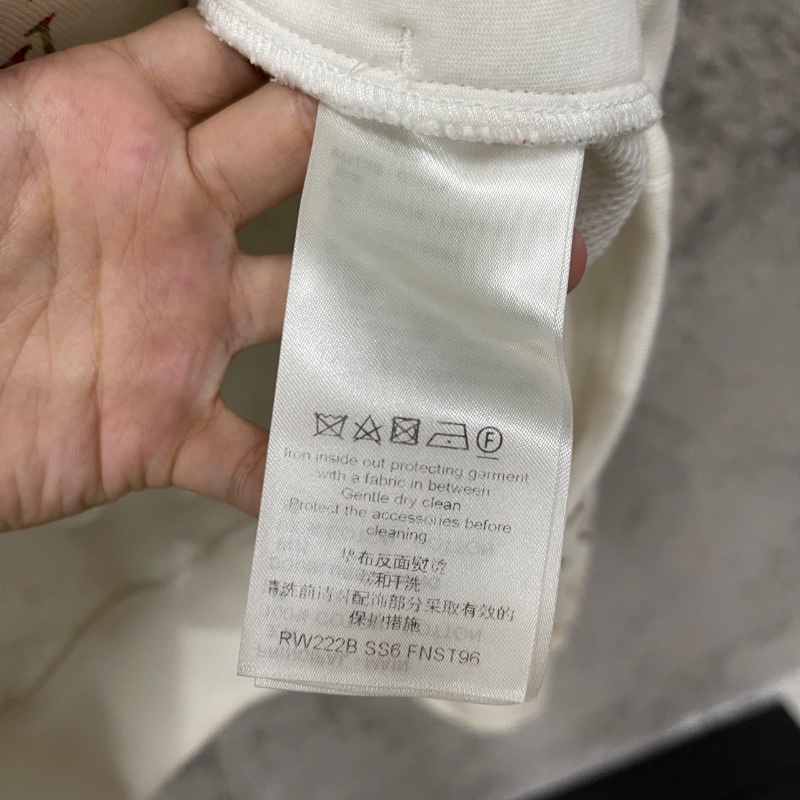 F
Iron inside out protecting garment
with a fabric in between
Gentle dry clean
Protect the accessories before
cleaning
垫布反面熨烫
柔和干洗
清洗前请对配饰部分采取有效的
保护措施
RW222B SS6 FNST96